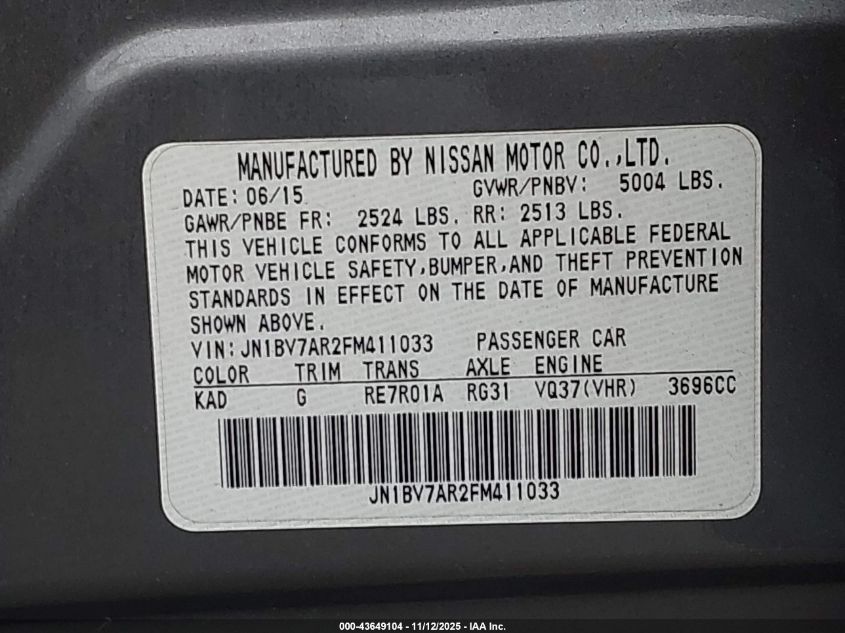 MANUFACTURED BY NISSAN MOTOR CO.,LTD.
DATE: 06/15 GVWR/PNBV: 5004 LBS.
GAWR/PNBE FR: 2524 LBS. RR: 2513 LBS.
THIS VEHICLE CONFORMS TO ALL APPLICABLE FEDERAL
MOTOR VEHICLE SAFETY,BUMPER,AND THEFT PREVENTION
STANDARDS IN EFFECT ON THE DATE OF MANUFACTURE
SHOWN ABOVE.
VIN: JN1BV7AR2FM411033 PASSENGER CAR
COLOR TRIM TRANS AXLE ENGINE
KAD G RE7R01A RG31 VQ37(VHR) 3696CC
JN1BV7AR2FM411033
000-43649104 - 11/12/2025 - IAA Inc.